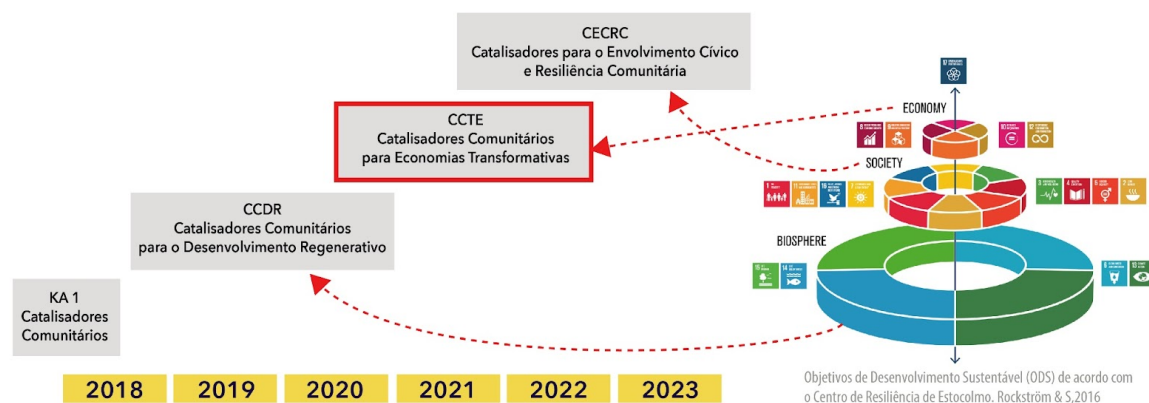 CECRC
Catalisadores para o Envolvimento Cívico
e Resiliência Comunitária
CCTE
Catalisadores Comunitários
para Economias Transformativas
CCDR
Catalisadores Comunitários
para o Desenvolvimento Regenerativo
KA 1
Catalisadores
Comunitários
2018
2019
2020
2021
2022
2023
ECONOMY
SOCIETY
BIOSPHERE
Objetivos de Desenvolvimento Sustentável (ODS) de acordo com
o Centro de Resiliência de Estocolmo. Rockström & S,2016